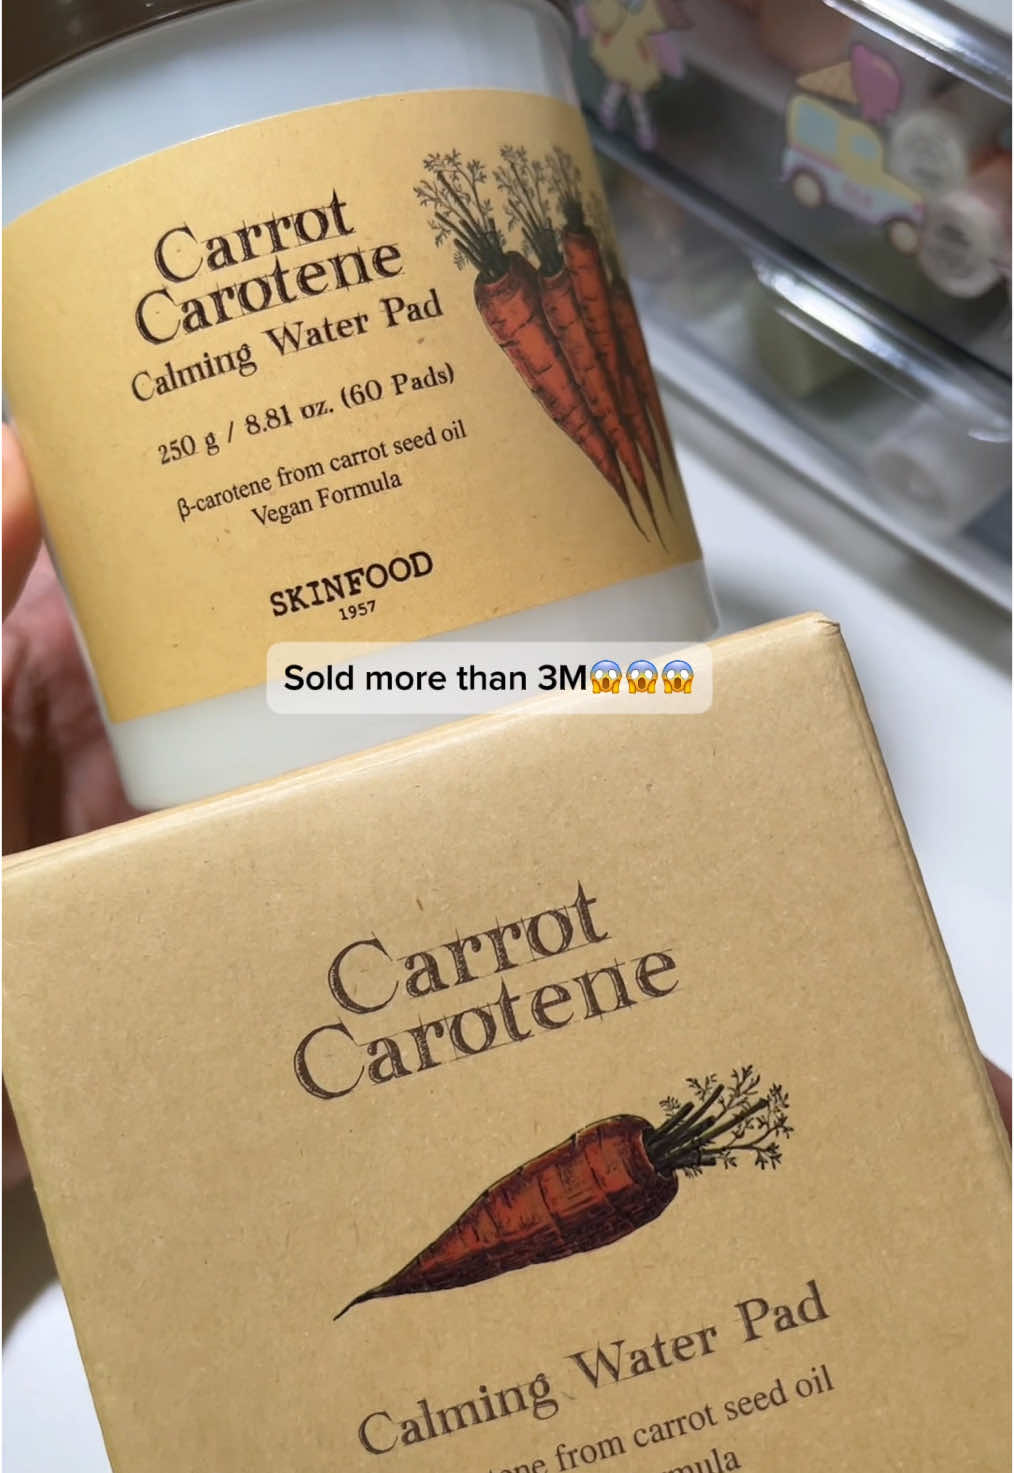 Carrot
Carotene
Calming Water Pad
250 g / 8.81 oz. (60 Pads)
β-carotene from carrot seed oil
Vegan Formula
SKINFOOD
1957
Sold more than 3M😱😱😱
Carrot
Carotene
Calming Water Pad
from carrot seed oil